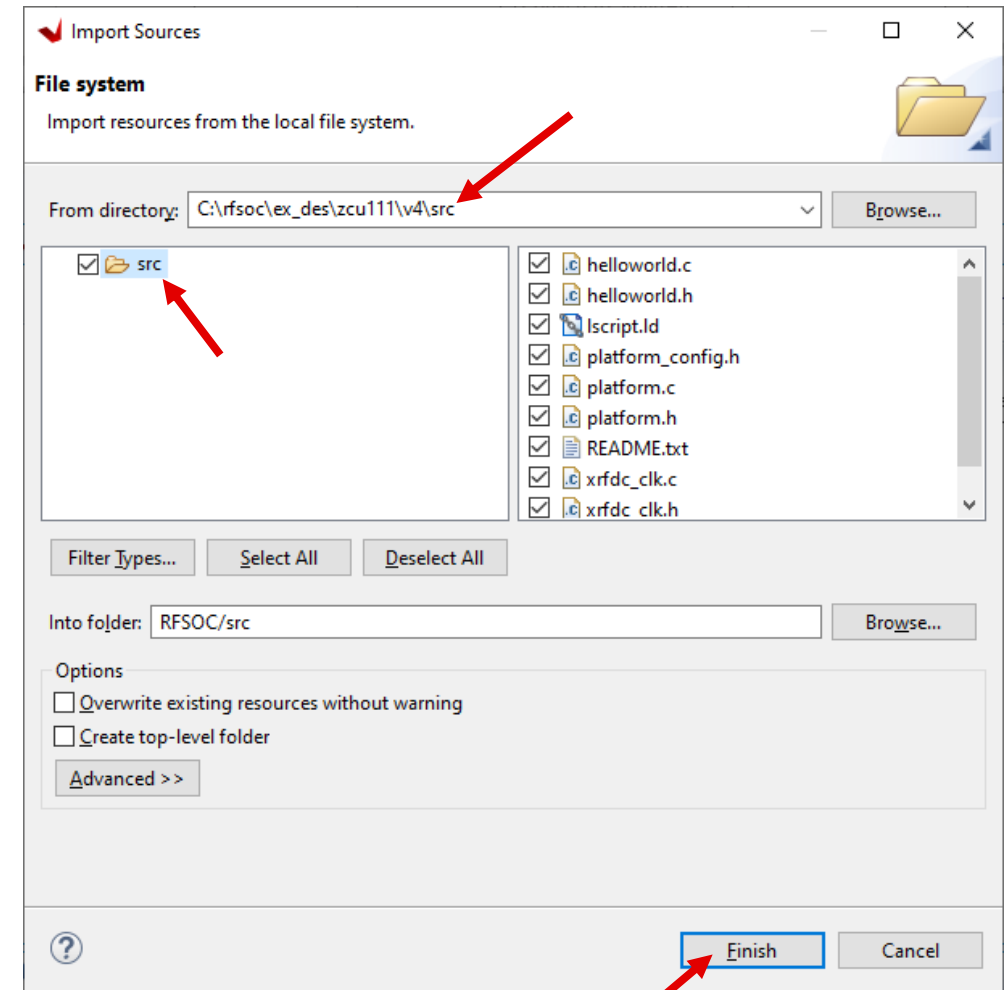 Import Sources
File system
Import resources from the local file system.
From directory: C:\rfsoc\ex_des\zcu111\v4\src
Browse...
src
helloworld.c
helloworld.h
lscript.ld
platform_config.h
platform.c
platform.h
README.txt
xrfdc_clk.c
xrfdc_clk.h
Filter Types...
Select All
Deselect All
Into folder: RFSOC/src
Browse...
Options
Overwrite existing resources without warning
Create top-level folder
Advanced >>
?
Finish
Cancel